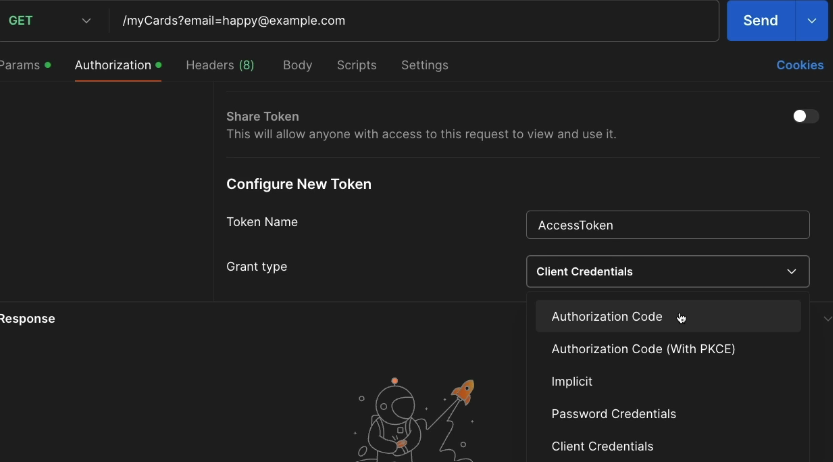 GET /myCards?email=happy@example.com Send
Params Authorization Headers (8) Body Scripts Settings Cookies
Share Token
This will allow anyone with access to this request to view and use it.
Configure New Token
Token Name AccessToken
Grant type Client Credentials
Authorization Code
Response
Authorization Code (With PKCE)
Implicit
Password Credentials
Client Credentials